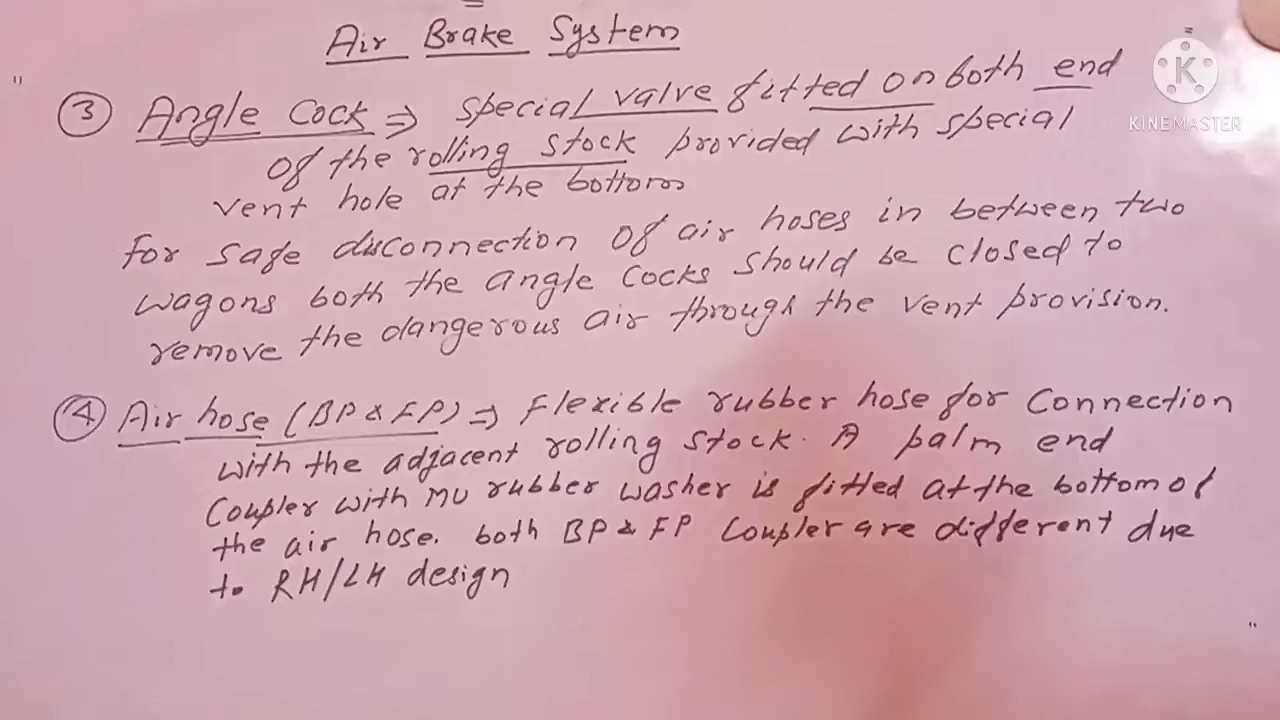 Air Brake System
③ Angle Cock ⇒ special valve fitted on both end
of the rolling stock provided with special
vent hole at the bottom
for safe disconnection of air hoses in between two
wagons both the angle cocks should be closed to
remove the dangerous air through the vent provision.
④ Air hose (BP & FP) ⇒ Flexible rubber hose for connection
with the adjacent rolling stock. A palm end
Coupler with MU rubber washer is fitted at the bottom of
the air hose. both BP & FP Coupler are different due
to RH/LH design
K
KINEMASTER